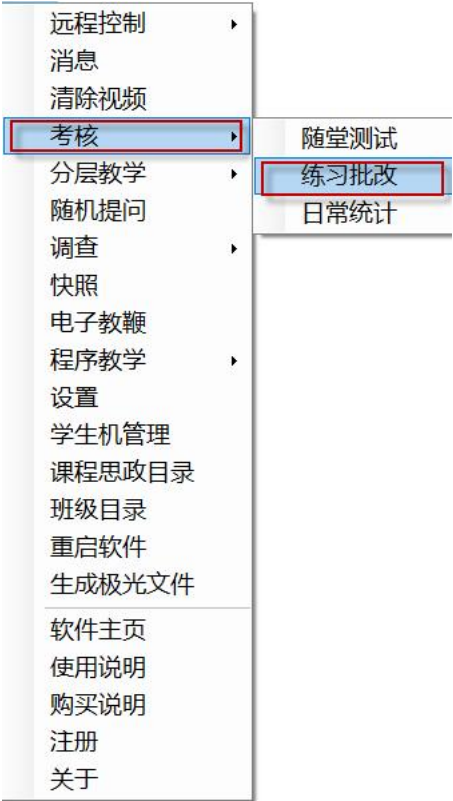 远程控制
消息
清除视频
考核
随堂测试
练习批改
日常统计
分层教学
随机提问
调查
快照
电子教鞭
程序教学
设置
学生机管理
课程思政目录
班级目录
重启软件
生成极光文件
软件主页
使用说明
购买说明
注册
关于